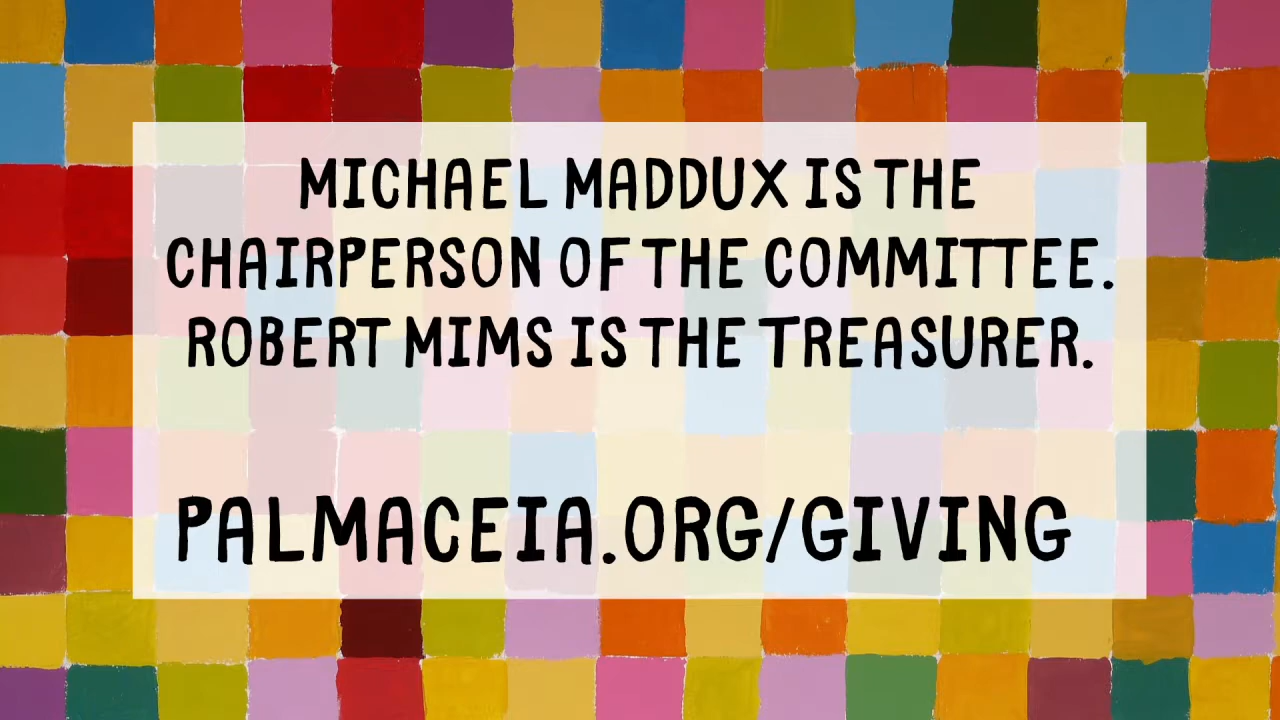 MICHAEL MADDUX IS THE
CHAIRPERSON OF THE COMMITTEE.
ROBERT MIMS IS THE TREASURER.
PALMACEIA.ORG/GIVING